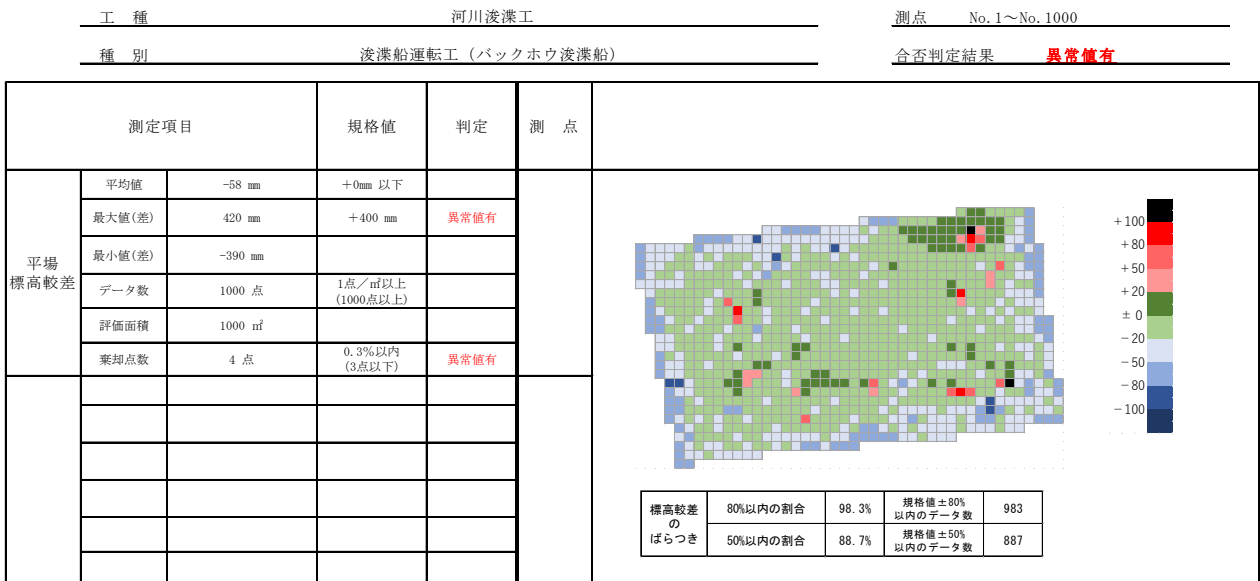 工 種 河川浚渫工 測点 No.1～No.1000
種 別 浚渫船運転工（バックホウ浚渫船） 合否判定結果 異常値有
測定項目 規格値 判定 測 点
平場
標高較差
平均値 -58 ㎜ ＋0㎜ 以下
最大値(差) 420 ㎜ ＋400 ㎜ 異常値有
最小値(差) -390 ㎜
データ数 1000 点 1点／㎡以上
(1000点以上)
評価面積 1000 ㎡
棄却点数 4 点 0.3%以内
(3点以下) 異常値有
＋100
＋80
＋50
＋20
± 0
－20
－50
－80
－100
標高較差
の
ばらつき
80%以内の割合 98.3% 規格値±80%
以内のデータ数 983
50%以内の割合 88.7% 規格値±50%
以内のデータ数 887